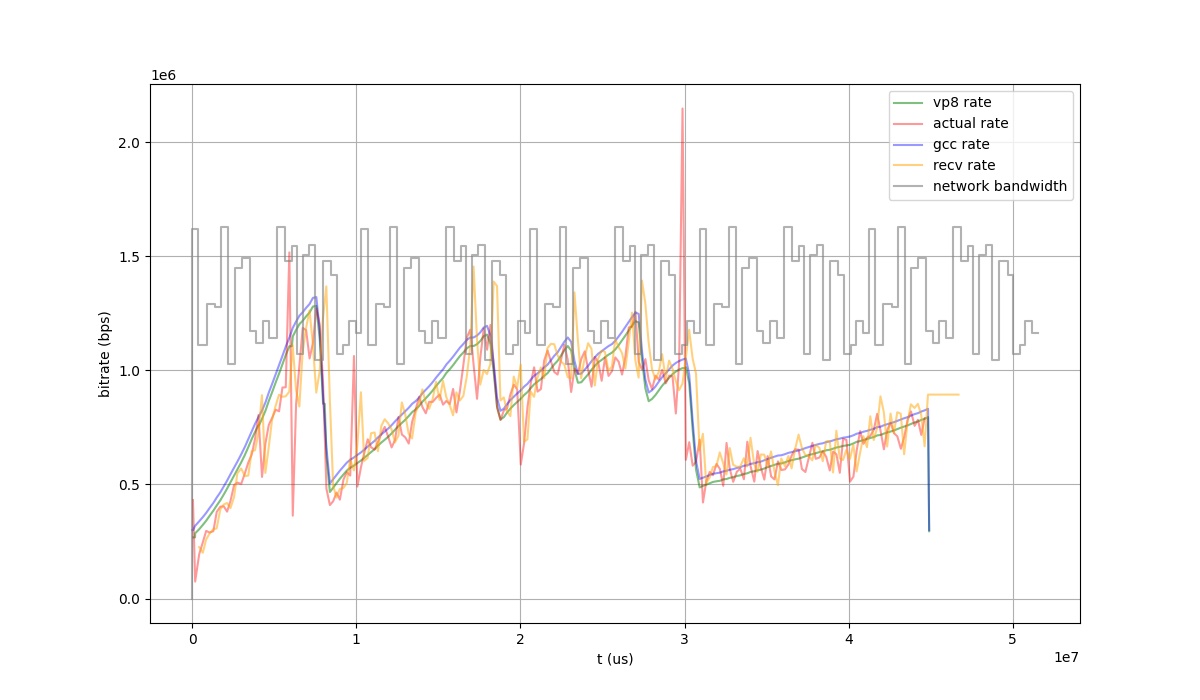 1e6
vp8 rate
actual rate
gcc rate
recv rate
network bandwidth
2.0
1.5
1.0
0.5
0.0
bitrate (bps)
0 1 2 3 4 5
t (us)
1e7